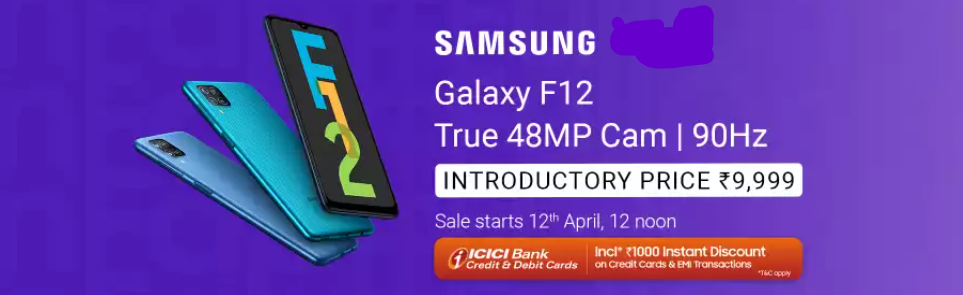 SAMSUNG
Galaxy F12
True 48MP Cam | 90Hz
INTRODUCTORY PRICE ₹9,999
Sale starts 12th April, 12 noon
ICICI Bank
Credit & Debit Cards
Incl* ₹1000 Instant Discount
on Credit Cards & EMI Transactions
*T&C apply
F12